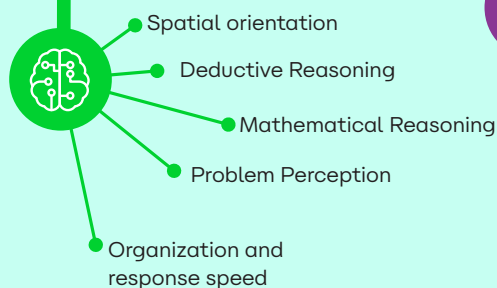 Spatial orientation
Deductive Reasoning
Mathematical Reasoning
Problem Perception
Organization and
response speed